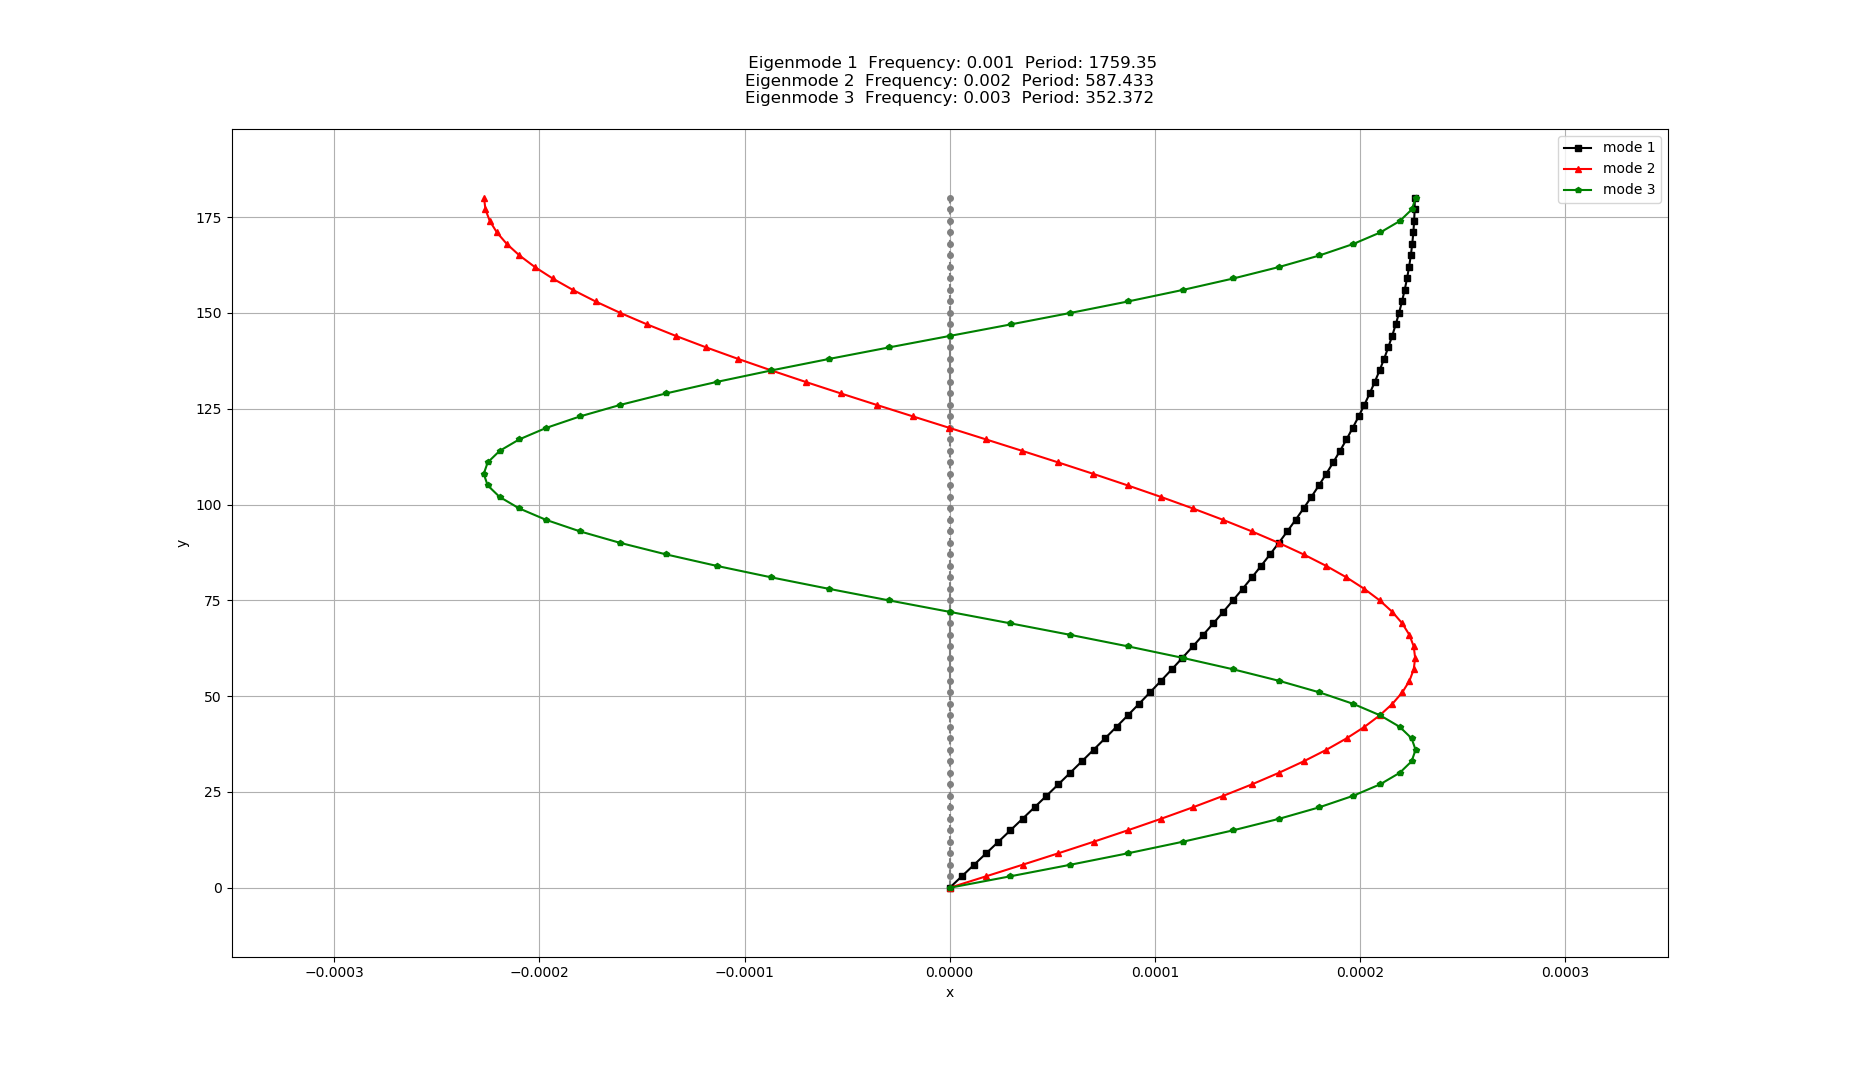 Eigenmode 1  Frequency: 0.001  Period: 1759.35
Eigenmode 2  Frequency: 0.002  Period: 587.433
Eigenmode 3  Frequency: 0.003  Period: 352.372
mode 1
mode 2
mode 3
175
150
125
100
75
50
25
0
y
−0.0003
−0.0002
−0.0001
0.0000
0.0001
0.0002
0.0003
x